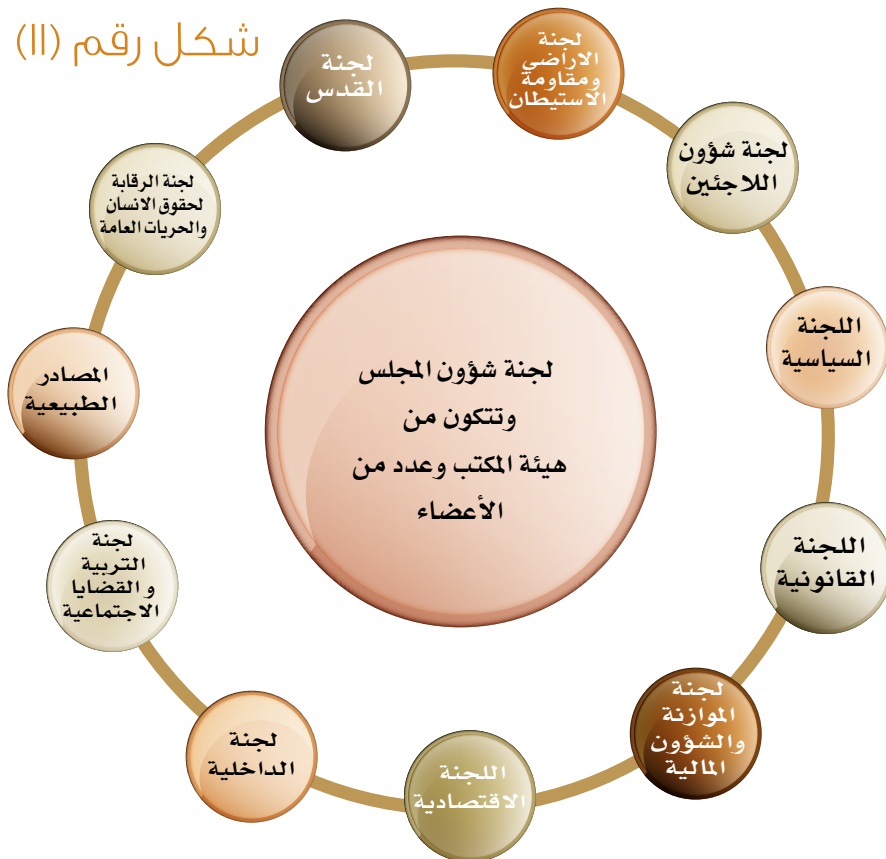 شكل رقم (II)
لجنة
القدس
لجنة
الاراضي
ومقاومة
الاستيطان
لجنة شؤون
اللاجئين
اللجنة
السياسية
اللجنة
القانونية
لجنة
الموازنة
والشؤون
المالية
اللجنة
الاقتصادية
لجنة
الداخلية
لجنة
التربية
والقضايا
الاجتماعية
المصادر
الطبيعية
لجنة الرقابة
لحقوق الانسان
والحريات العامة
لجنة شؤون المجلس
وتتكون من
هيئة المكتب وعدد من
الأعضاء